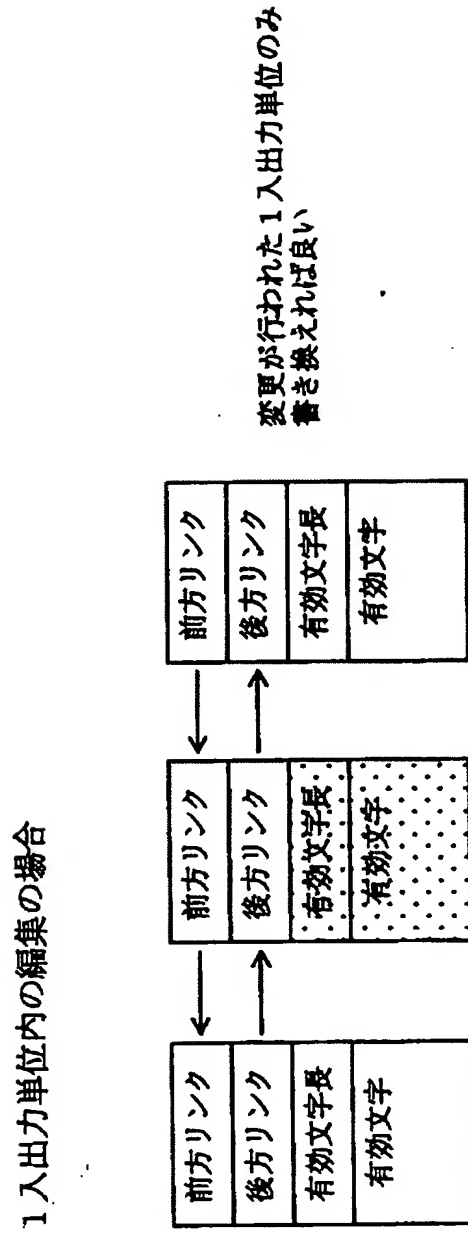 1入出力単位内の編集の場合
前方リンク
後方リンク
有効文字長
有効文字
前方リンク
後方リンク
有効文字長
有効文字
前方リンク
後方リンク
有効文字長
有効文字
変更が行われた1入出力単位のみ
書き換えれば良い